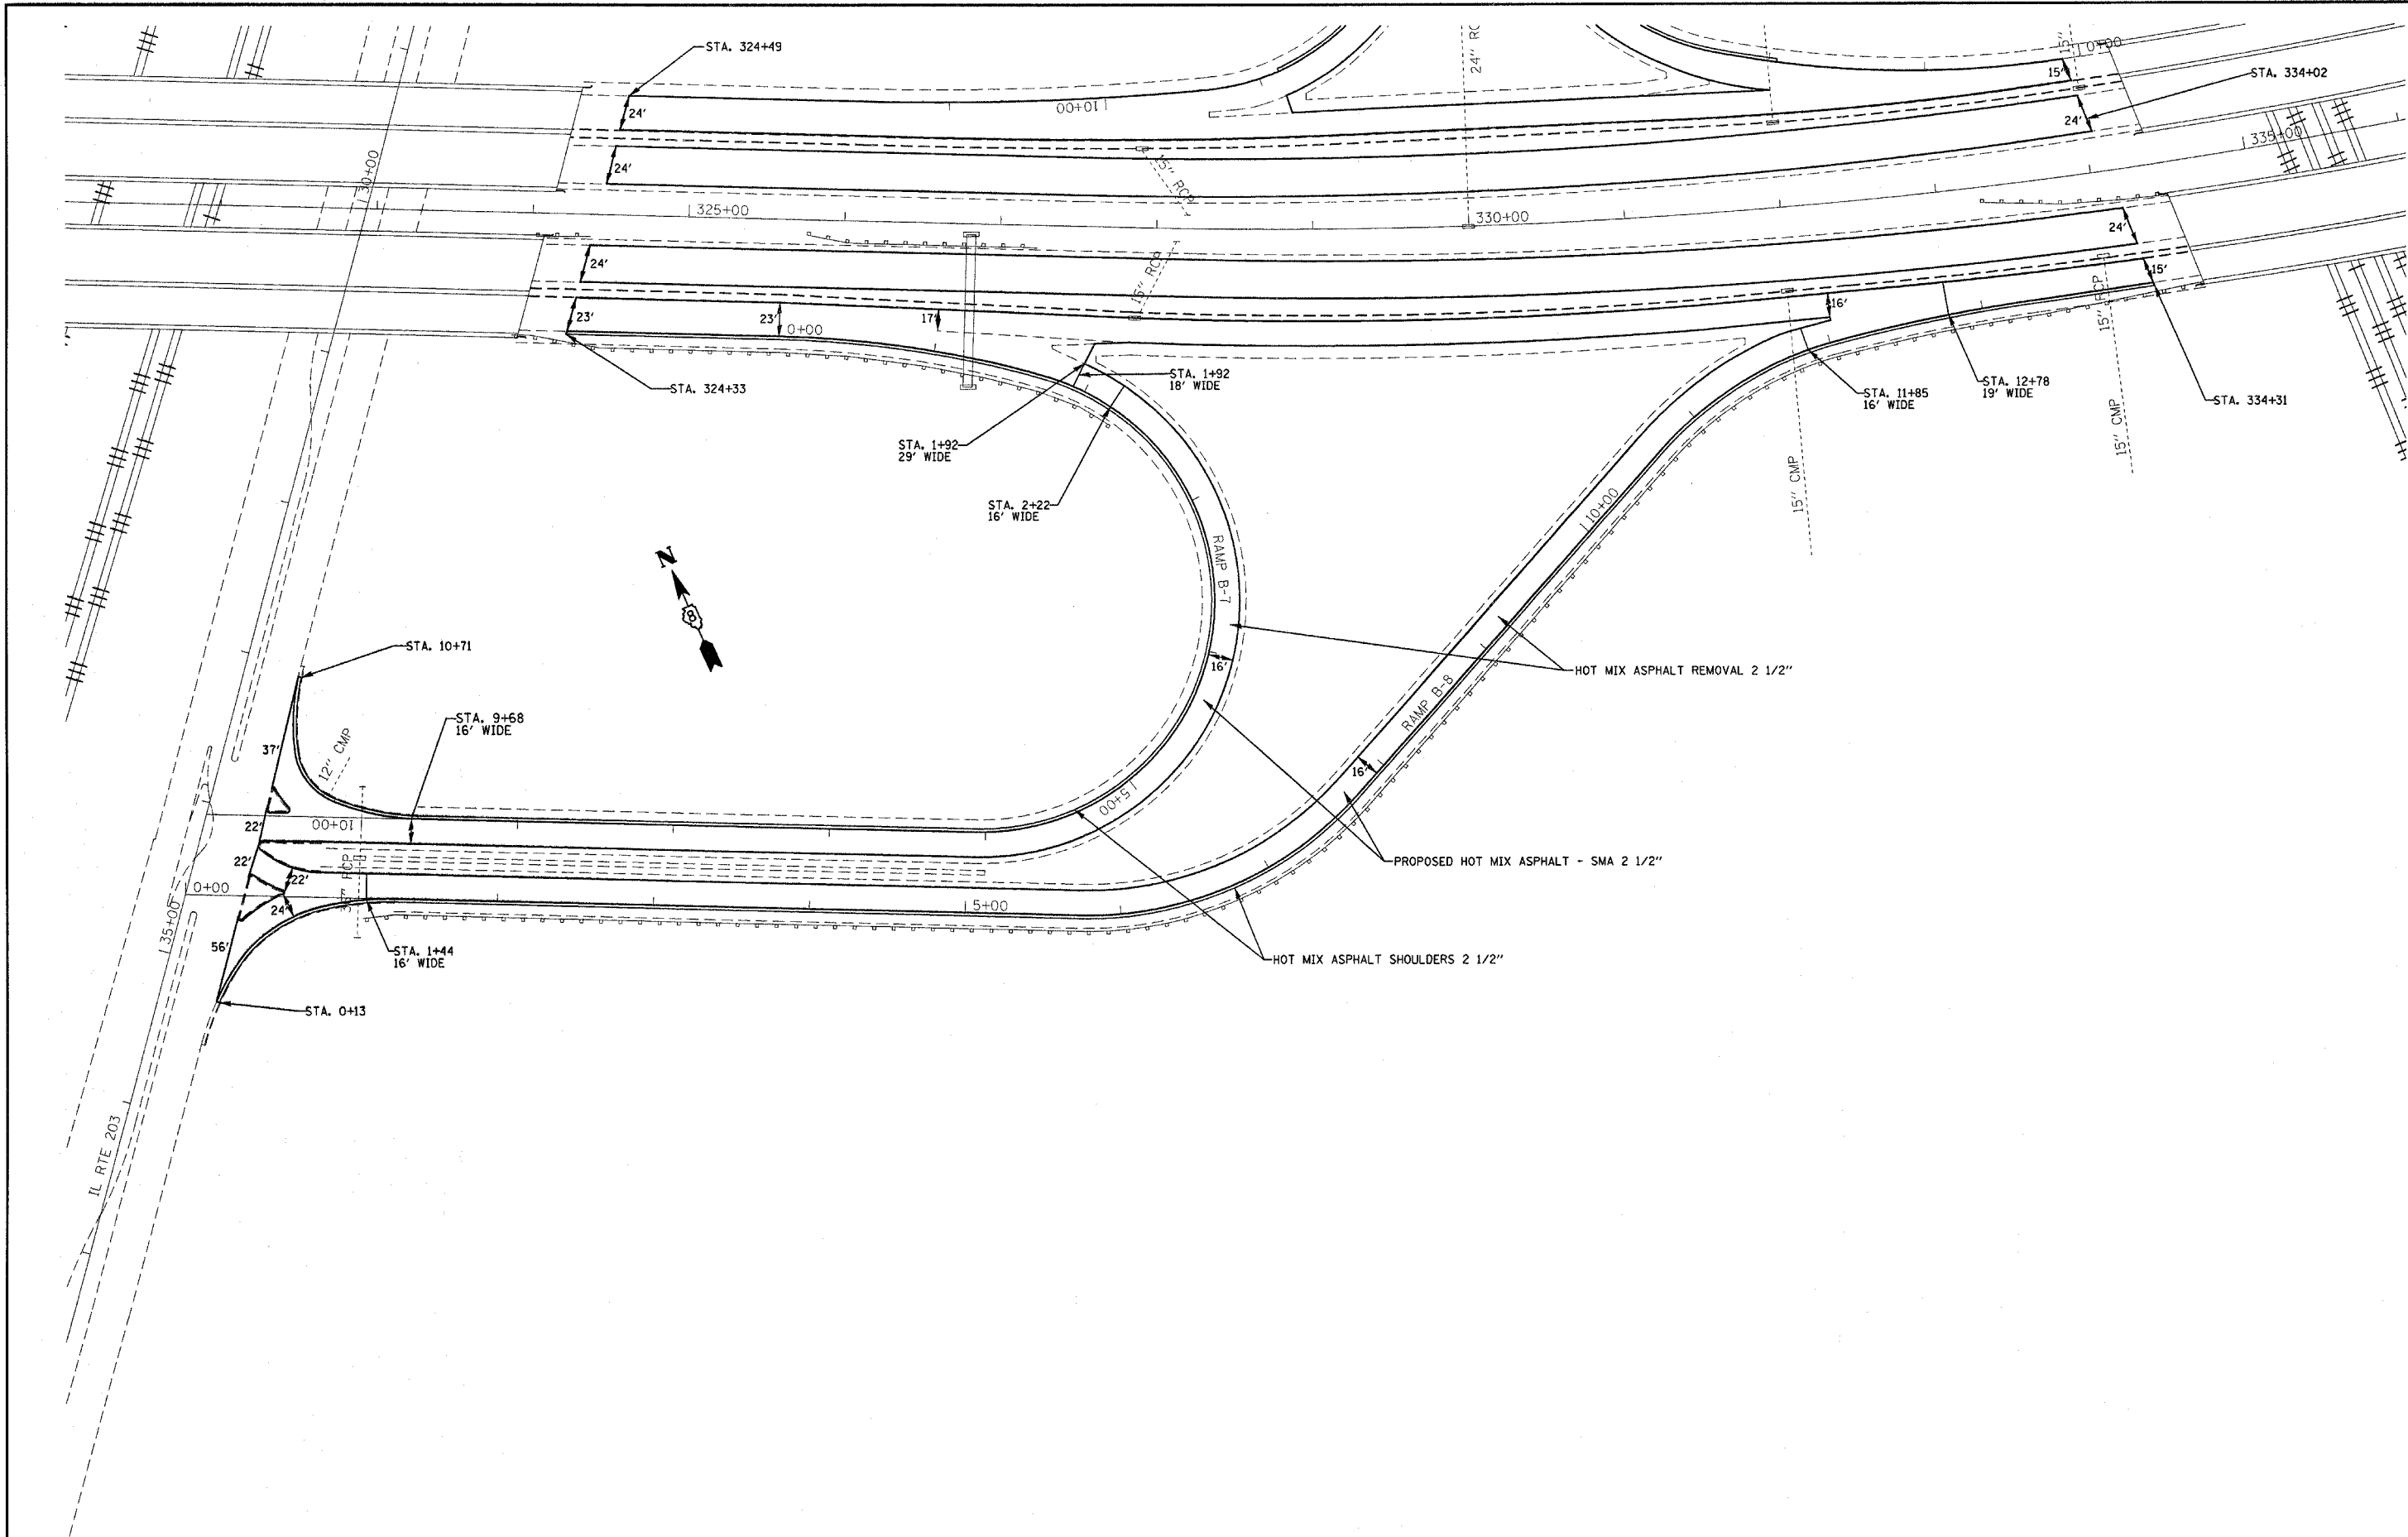 STA. 324+49
24'
24'
130+00
10+00
24" RC
15" RCP
15"
0+00
15'
STA. 334+02
24'
335+00
325+00
330+00
24'
23'
23'
0+00
17'
15" RCP
24'
15'
16'
15" RCP
STA. 324+33
STA. 1+92
18' WIDE
STA. 11+85
16' WIDE
STA. 12+78
19' WIDE
STA. 334+31
STA. 1+92
29' WIDE
STA. 2+22
16' WIDE
15" CMP
15" CMP
10+00
N
8
RAMP B-7
16'
HOT MIX ASPHALT REMOVAL 2 1/2"
STA. 10+71
RAMP B-8
STA. 9+68
16' WIDE
37'
12" CMP
16'
15+00
22'
10+00
22'
PROPOSED HOT MIX ASPHALT - SMA 2 1/2"
22'
0+00
24'
RCP
5+00
135+00
56'
STA. 1+44
16' WIDE
HOT MIX ASPHALT SHOULDERS 2 1/2"
STA. 0+13
IL RTE 203